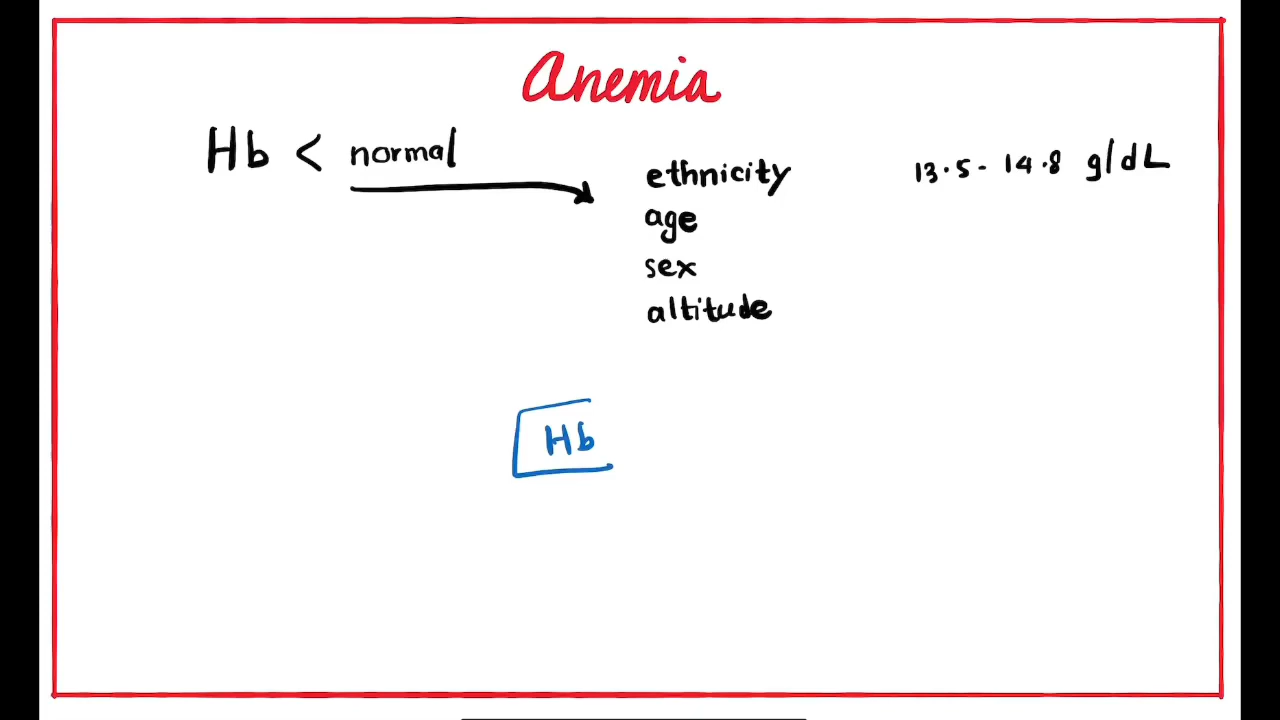 Anemia
Hb < normal
ethnicity
age
sex
altitude
13.5 - 14.8 g/dL
Hb